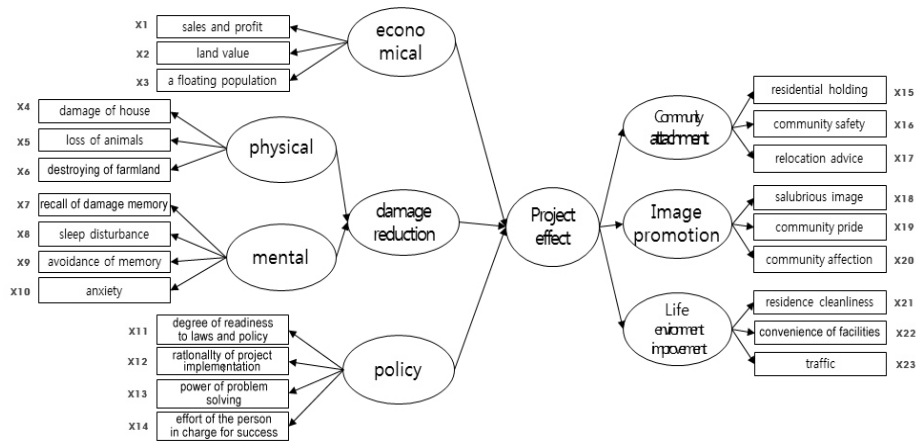 X1
sales and profit
X2
land value
X3
a floating population
econo
mical
X4
damage of house
X5
loss of animals
X6
destroying of farmland
physical
X7
recall of damage memory
X8
sleep disturbance
X9
avoidance of memory
X10
anxiety
mental
damage
reduction
X11
degree of readiness
to laws and policy
X12
rationallty of project
implementation
X13
power of problem
solving
X14
effort of the person
in charge for success
policy
Project
effect
Community
attachment
residential holding
X15
community safety
X16
relocation advice
X17
Image
promotion
salubrious image
X18
community pride
X19
community affection
X20
Life
environment
improvement
residence cleanliness
X21
convenience of facilities
X22
traffic
X23